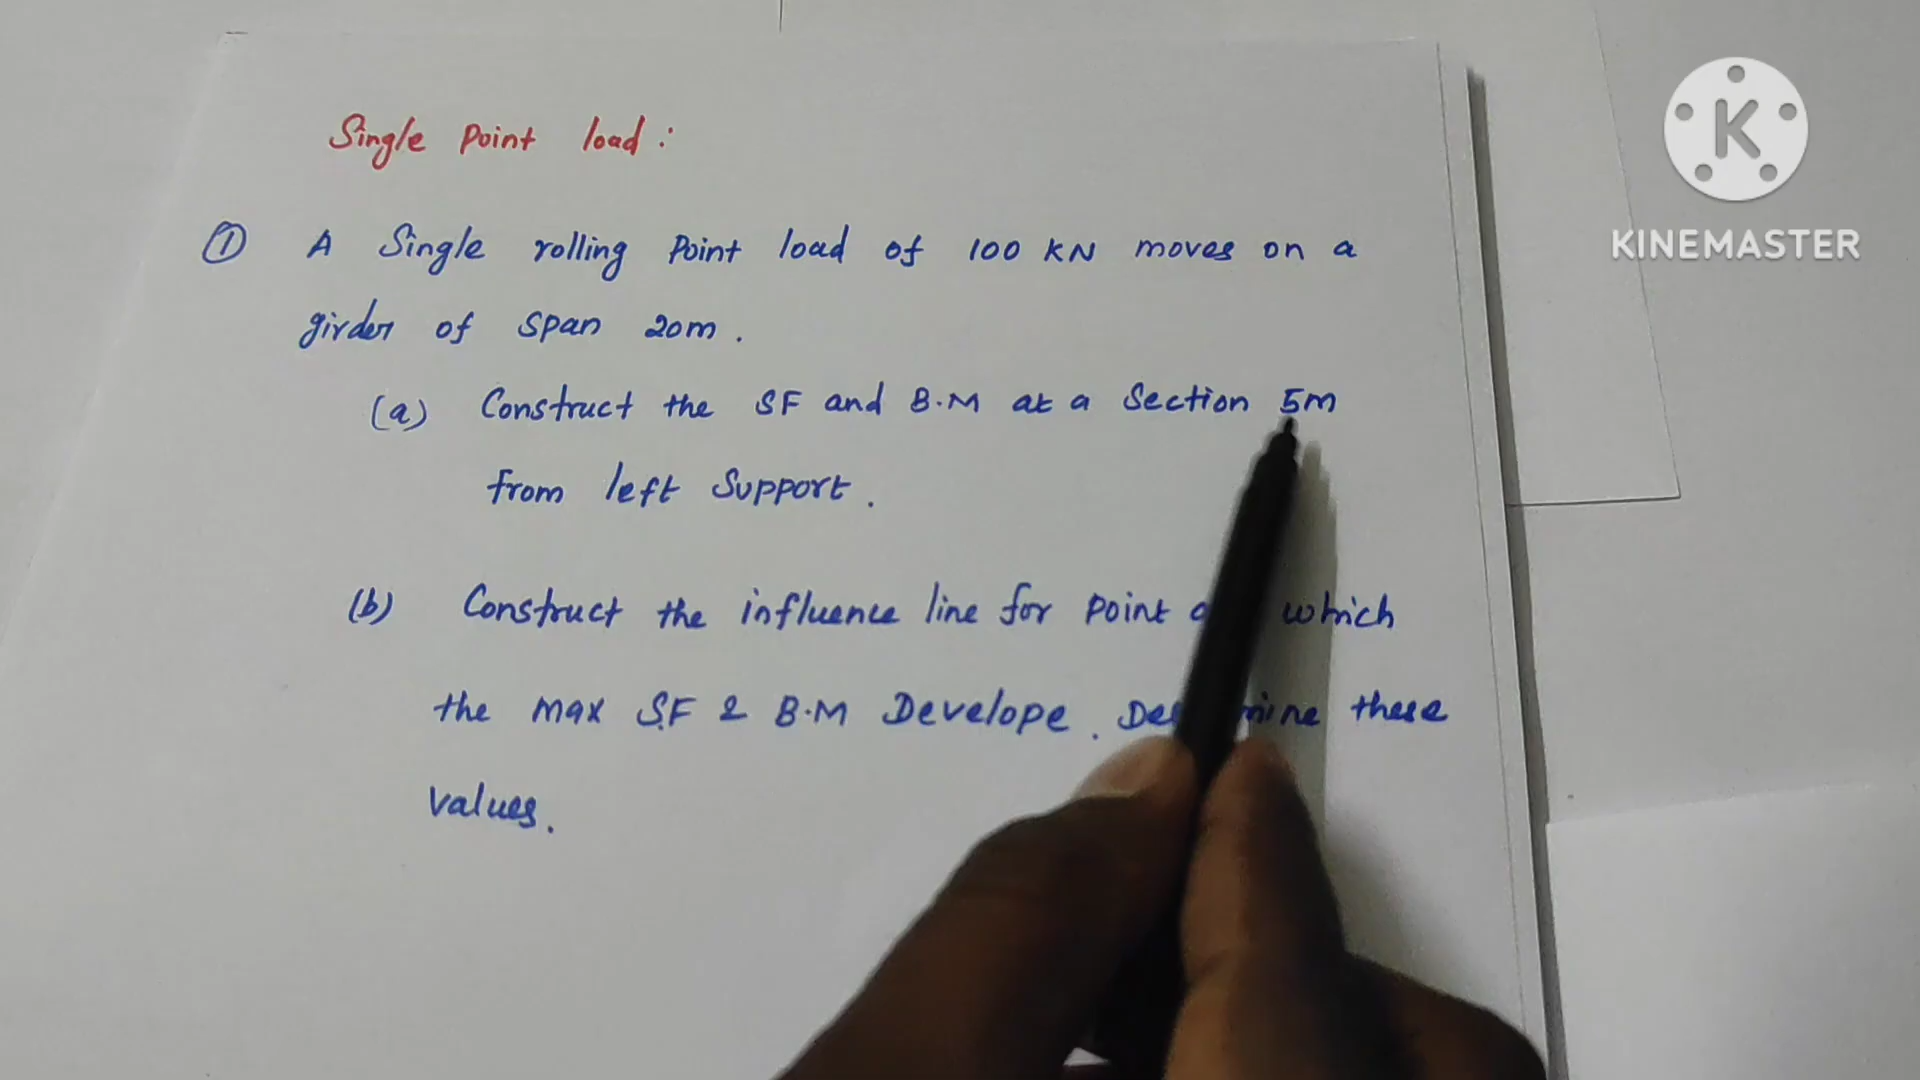 Single Point load:
① A Single rolling Point load of 100 KN moves on a
girder of span 20m.
(a) Construct the SF and B.M at a Section 5m
from left Support.
(b) Construct the influence line for Point which
the max S.F & B.M Develope. these
values.
K
KINEMASTER